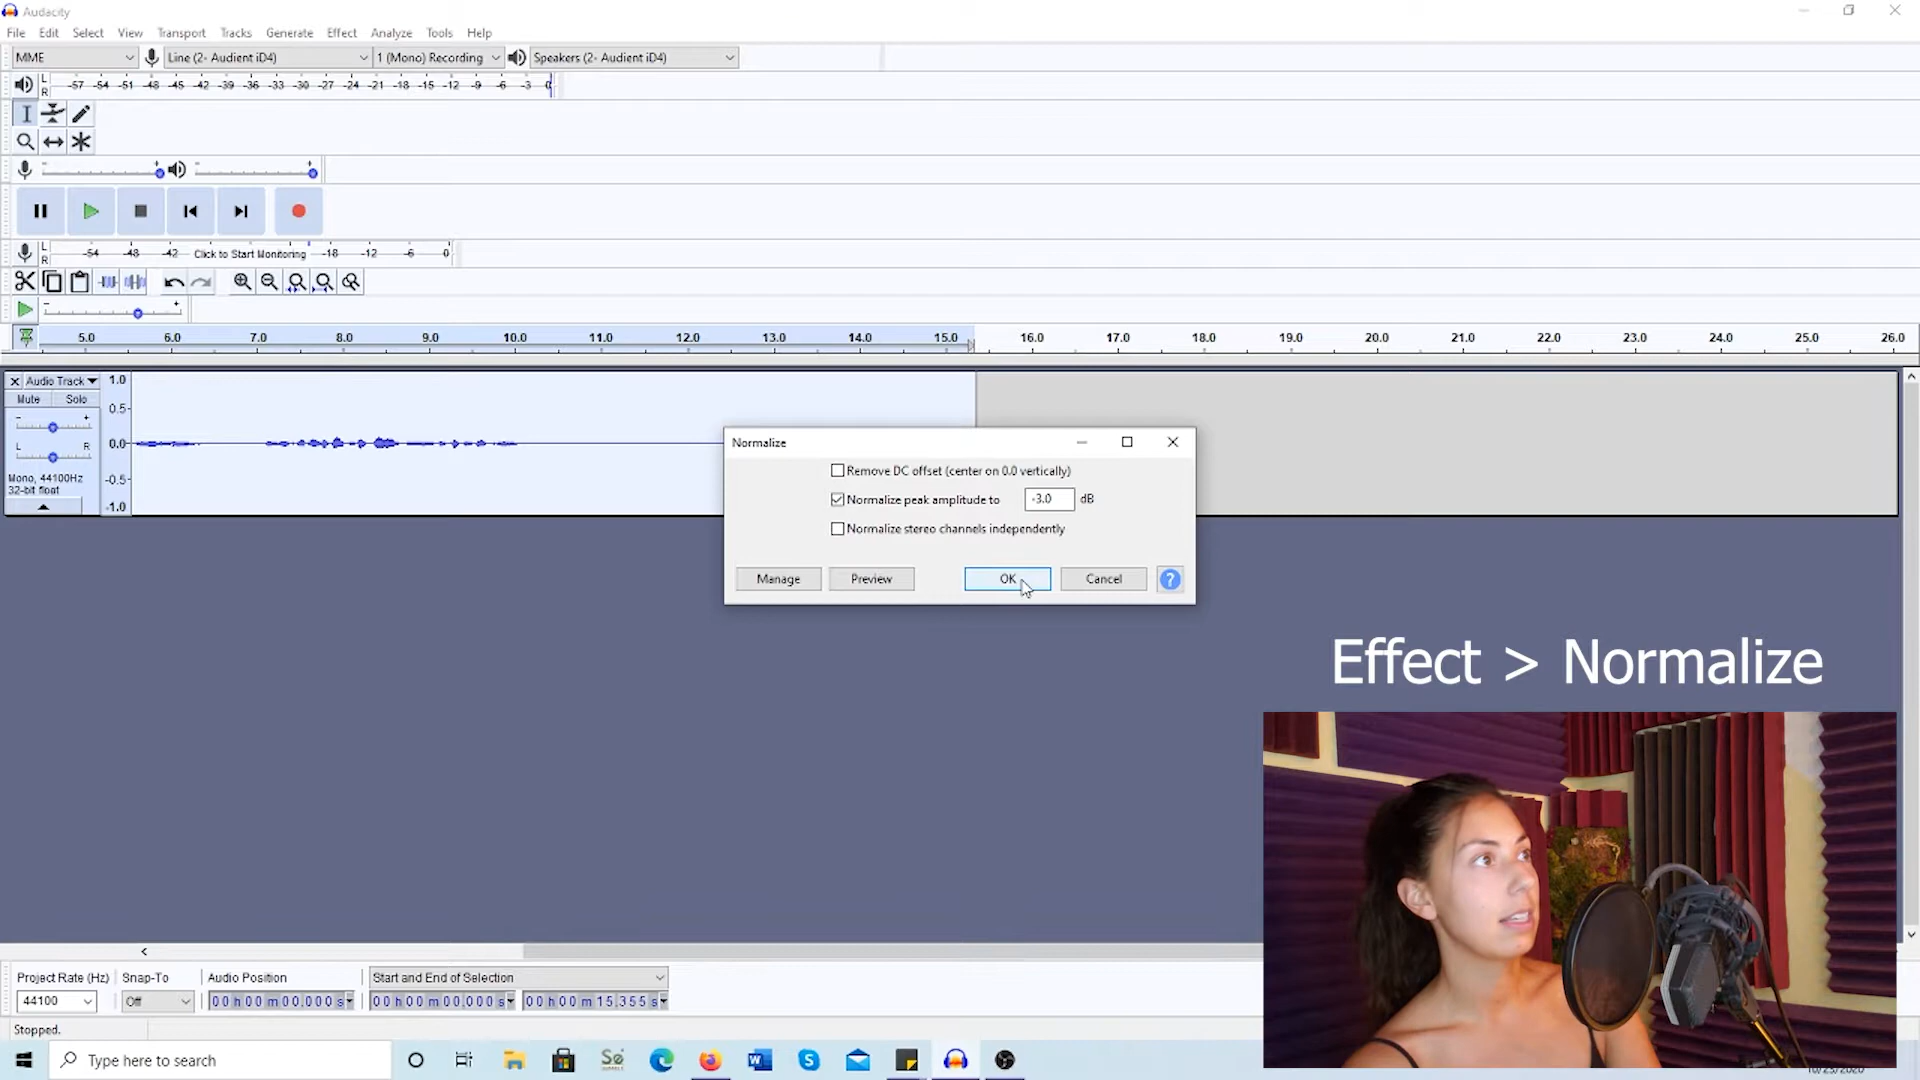 Audacity
File Edit Select View Transport Tracks Generate Effect Analyze Tools Help
MME Line (2- Audient iD4) 1 (Mono) Recording Speakers (2- Audient iD4)
L
R
-57 -54 -51 -48 -45 -42 -39 -36 -33 -30 -27 -24 -21 -18 -15 -12 -9 -6 -3 0
L
R
-54 -48 -42 Click to Start Monitoring -18 -12 -6 0
5.0 6.0 7.0 8.0 9.0 10.0 11.0 12.0 13.0 14.0 15.0 16.0 17.0 18.0 19.0 20.0 21.0 22.0 23.0 24.0 25.0 26.0
Audio Track
Mute Solo
L R
Mono, 44100Hz
32-bit float
1.0
0.5
0.0
-0.5
-1.0
Normalize
Remove DC offset (center on 0.0 vertically)
Normalize peak amplitude to -3.0 dB
Normalize stereo channels independently
Manage Preview OK Cancel ?
Effect > Normalize
Project Rate (Hz) Snap-To Audio Position Start and End of Selection
44100 Off 00 h 00 m 00.000 s 00 h 00 m 00.000 s 00 h 00 m 15.355 s
Stopped.
Type here to search
10/23/2020